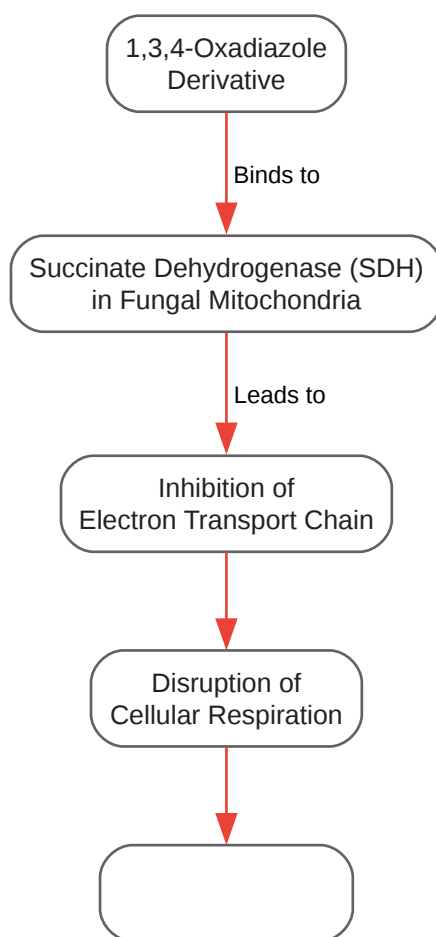 1,3,4-Oxadiazole
Derivative
Binds to
Succinate Dehydrogenase (SDH)
in Fungal Mitochondria
Leads to
Inhibition of
Electron Transport Chain
Disruption of
Cellular Respiration